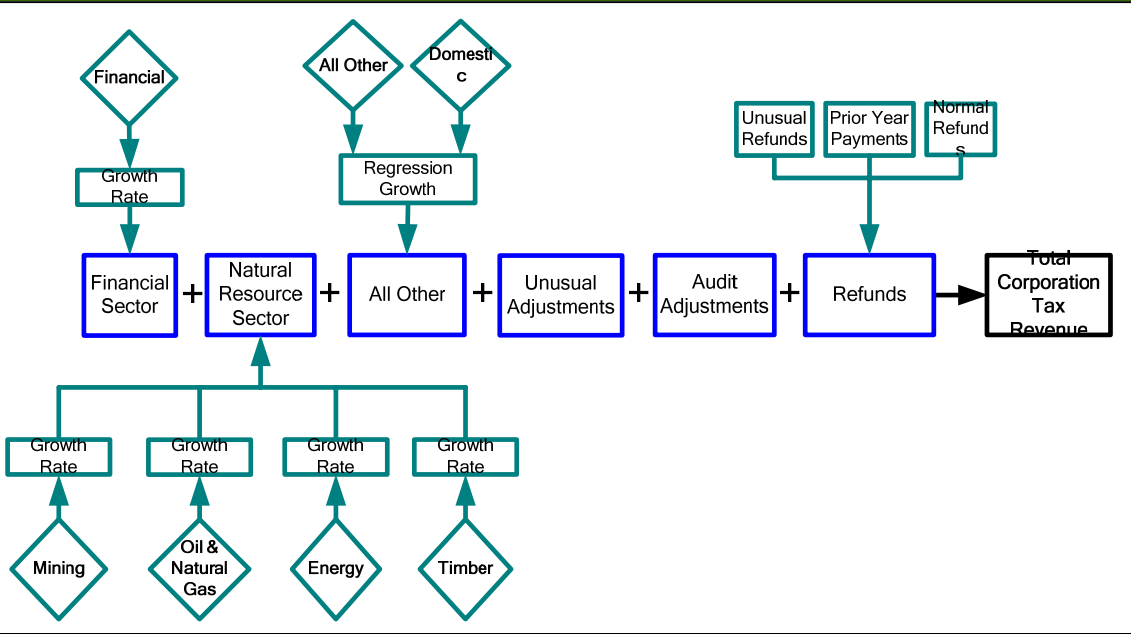 Financial
All Other
Domesti
c
Unusual
Refunds
Prior Year
Payments
Normal
Refund
s
Growth
Rate
Regression
Growth
Financial
Sector
+
Natural
Resource
Sector
+
All Other
+
Unusual
Adjustments
+
Audit
Adjustments
+
Refunds
Total
Corporation
Tax
Revenue
Growth
Rate
Growth
Rate
Growth
Rate
Growth
Rate
Mining
Oil &
Natural
Gas
Energy
Timber